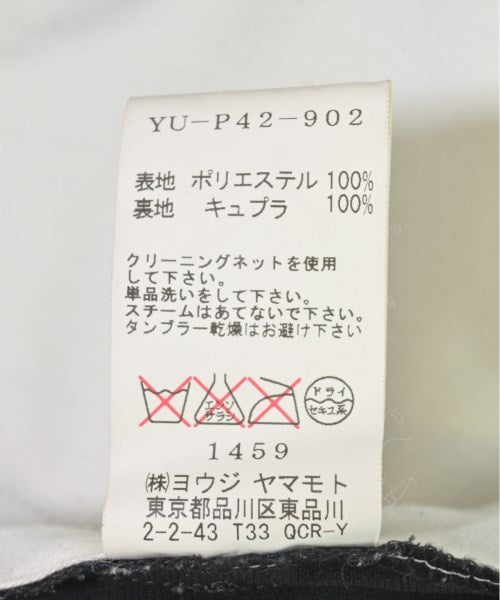 YU-P42-902
表地 ポリエステル 100%
裏地 キュプラ 100%
クリーニングネットを使用
して下さい。
単品洗いをして下さい。
スチームはあてないで下さい。
タンブラー乾燥はお避け下さい
エンソ
サラシ
ドライ
セキユ系
1459
㈱ヨウジ ヤマモト
東京都品川区東品川
2-2-43 T33 QCR-Y